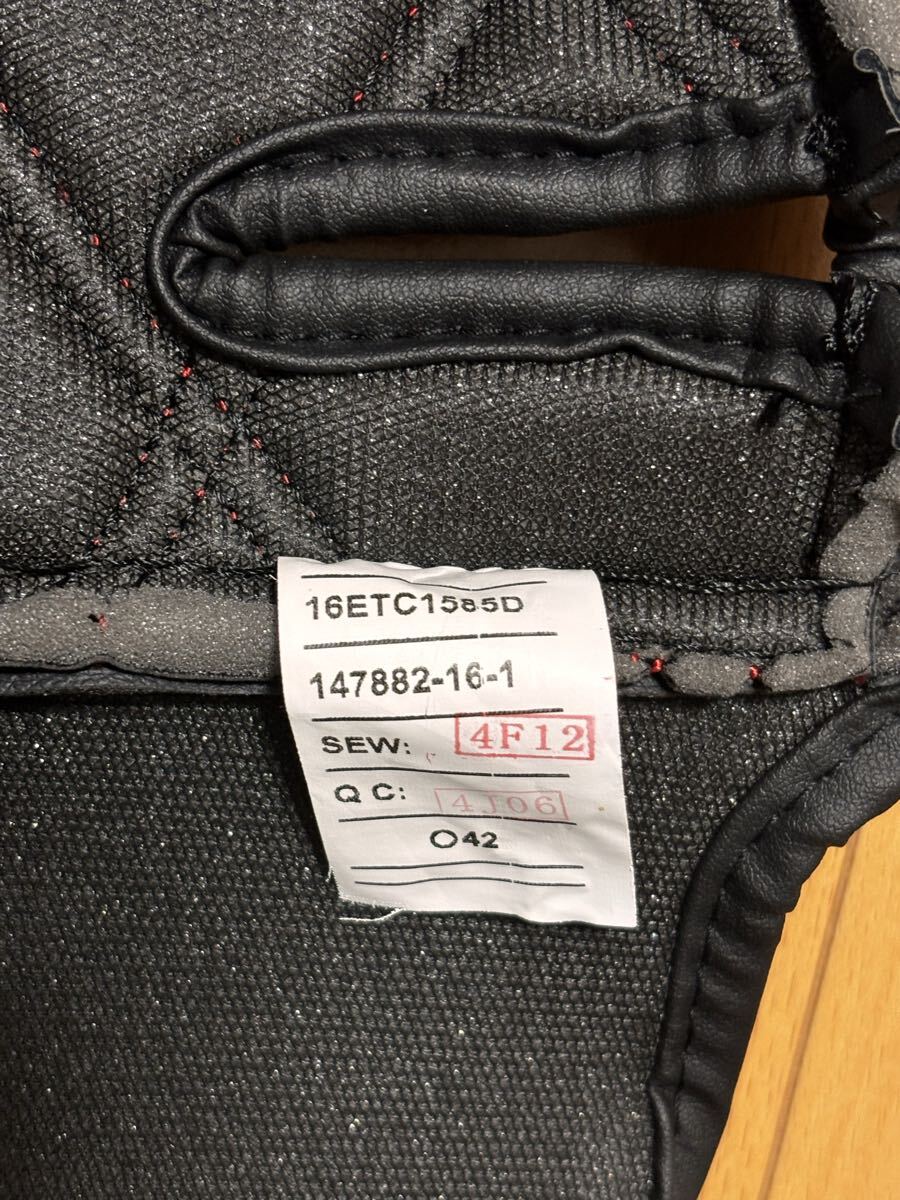 16ETC1585D
147882-16-1
SEW: 4F12
Q C: 4J06
O42